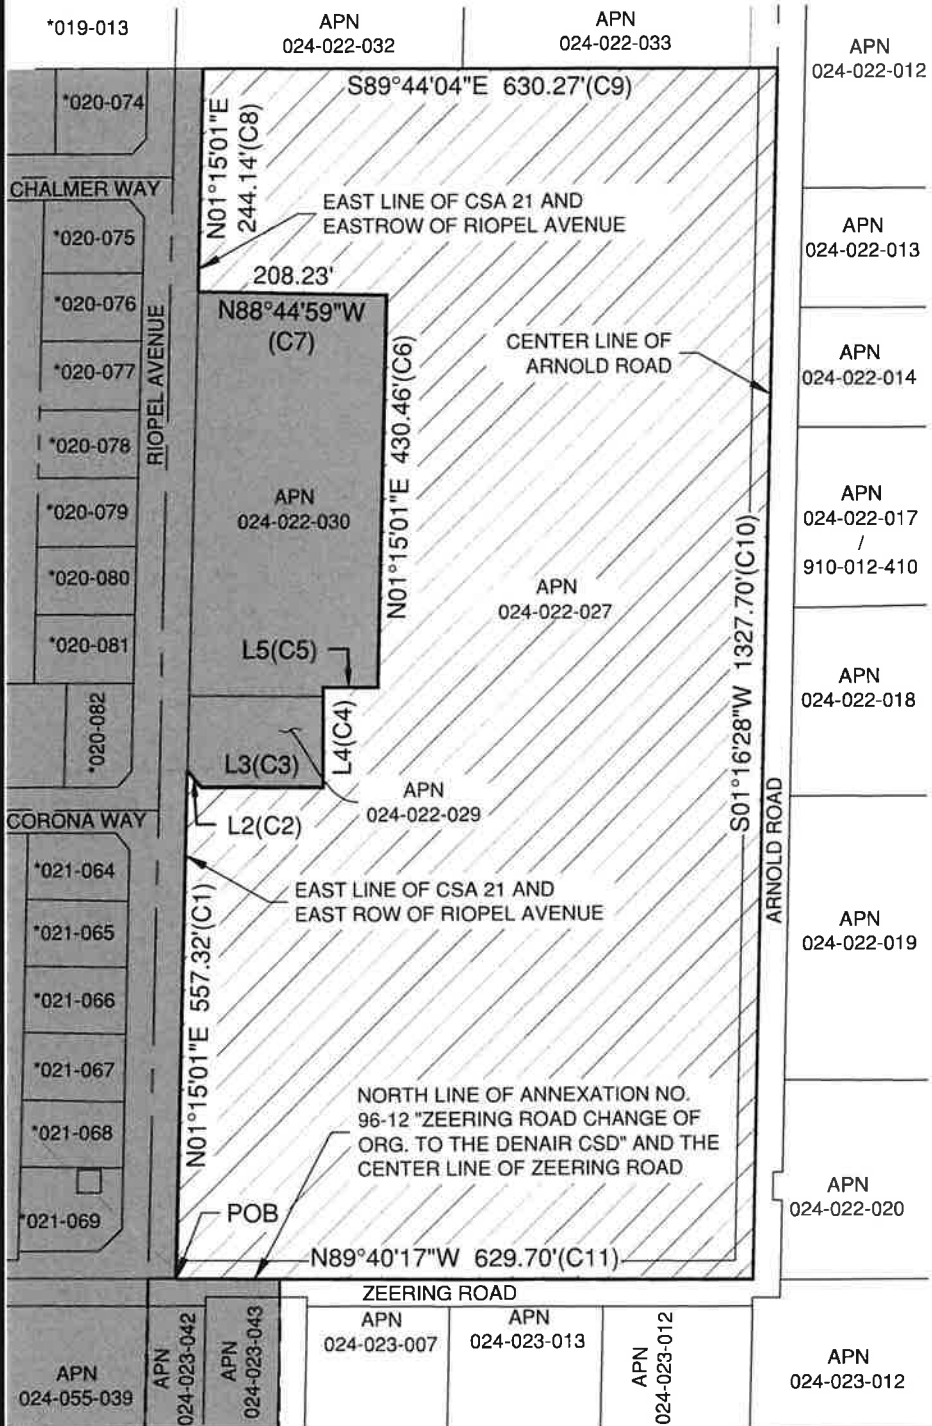 *019-013
APN
024-022-032
APN
024-022-033
APN
024-022-012
*020-074
S89°44'04"E 630.27'(C9)
N01°15'01"E
244.14'(C8)
CHALMER WAY
EAST LINE OF CSA 21 AND
EASTROW OF RIOPEL AVENUE
*020-075
APN
024-022-013
208.23'
N88°44'59"W
(C7)
*020-076
RIOPEL AVENUE
CENTER LINE OF
ARNOLD ROAD
*020-077
APN
024-022-014
N01°15'01"E 430.46'(C6)
*020-078
APN
024-022-030
*020-079
APN
024-022-017
/
910-012-410
*020-080
APN
024-022-027
S01°16'28"W 1327.70'(C10)
*020-081
L5(C5)
APN
024-022-018
*020-082
L4(C4)
L3(C3)
APN
024-022-029
ARNOLD ROAD
CORONA WAY
L2(C2)
*021-064
EAST LINE OF CSA 21 AND
EAST ROW OF RIOPEL AVENUE
*021-065
APN
024-022-019
N01°15'01"E 557.32'(C1)
*021-066
*021-067
NORTH LINE OF ANNEXATION NO.
96-12 "ZEERING ROAD CHANGE OF
ORG. TO THE DENAIR CSD" AND THE
CENTER LINE OF ZEERING ROAD
*021-068
*021-069
POB
APN
024-022-020
N89°40'17"W 629.70'(C11)
ZEERING ROAD
APN
024-055-039
APN
024-023-042
APN
024-023-043
APN
024-023-007
APN
024-023-013
APN
024-023-012
APN
024-023-012